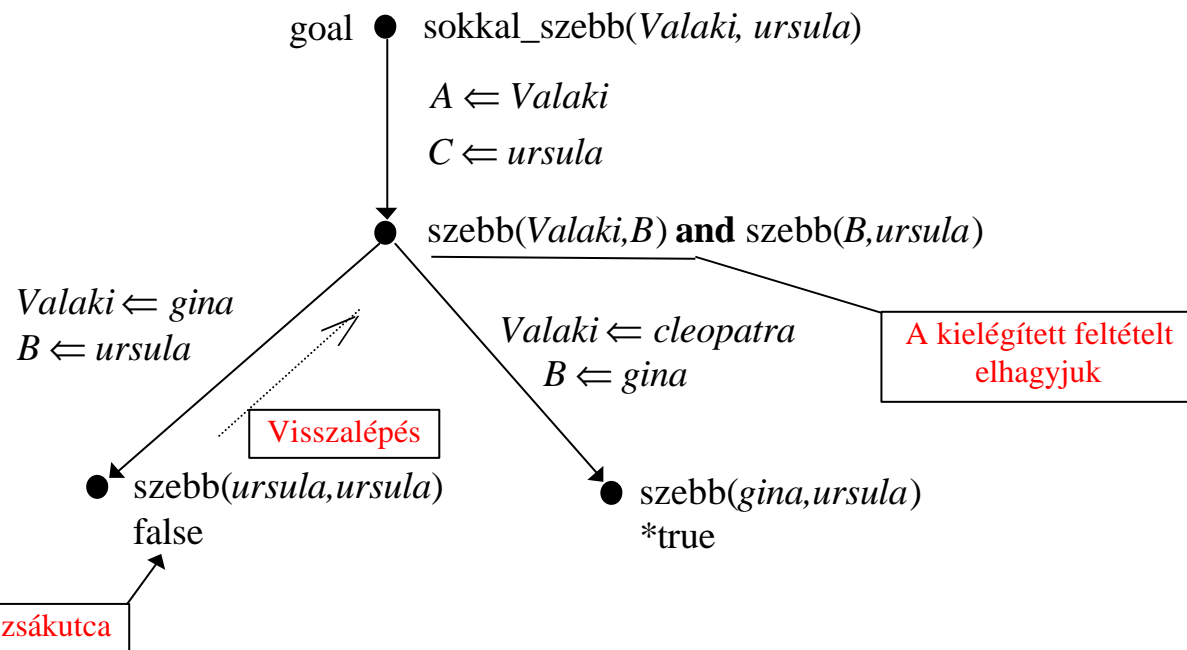 goal sokkal_szebb(Valaki, ursula)
A ⇐ Valaki
C ⇐ ursula
szebb(Valaki,B) and szebb(B,ursula)
Valaki ⇐ gina
B ⇐ ursula
Valaki ⇐ cleopatra
B ⇐ gina
A kielégített feltételt
elhagyjuk
Visszalépés
szebb(ursula,ursula)
false
szebb(gina,ursula)
*true
zsákutca